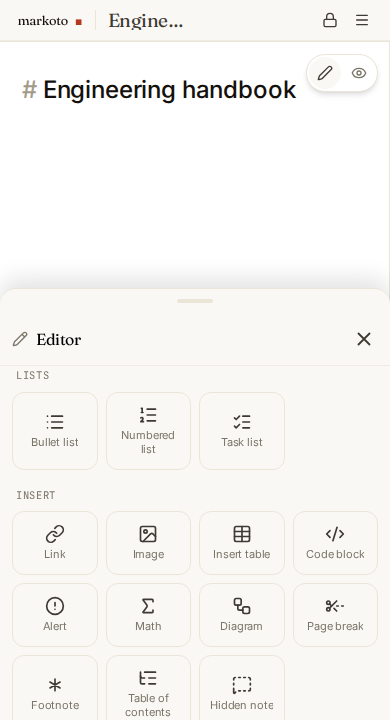 markoto
Engine...
# Engineering handbook
Editor
LISTS
Bullet list
Numbered
list
Task list
INSERT
Link
Image
Insert table
Code block
Alert
Math
Diagram
Page break
Footnote
Table of
contents
Hidden note